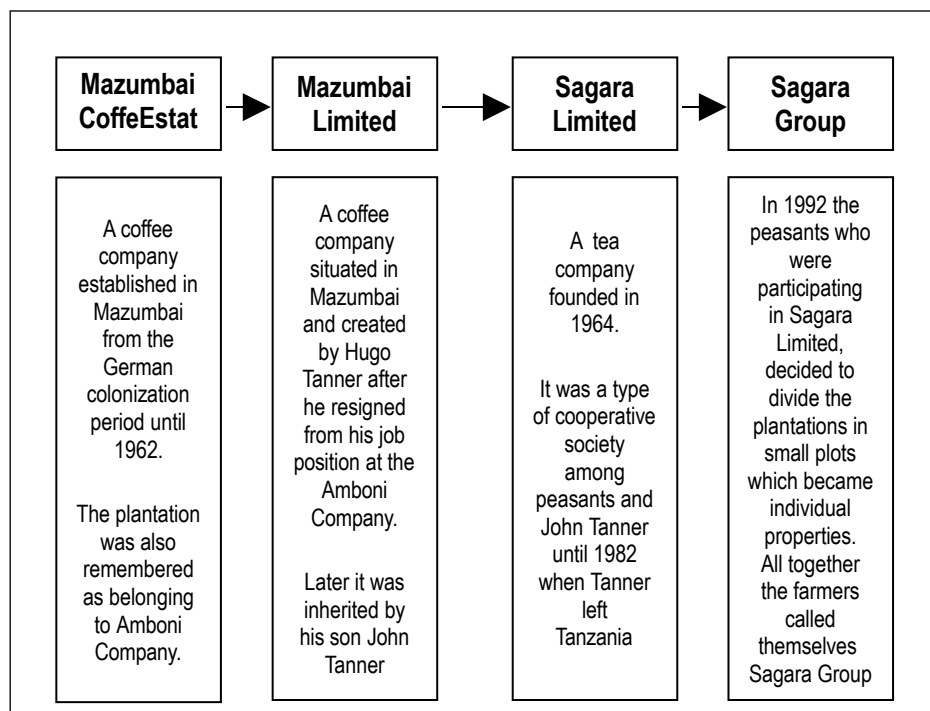 Mazumbai
CoffeEstat
Mazumbai
Limited
Sagara
Limited
Sagara
Group
A coffee
company
established in
Mazumbai
from the
German
colonization
period until
1962.
The plantation
was also
remembered
as belonging
to Amboni
Company.
A coffee
company
situated in
Mazumbai
and created
by Hugo
Tanner after
he resigned
from his job
position at the
Amboni
Company.
Later it was
inherited by
his son John
Tanner
A tea
company
founded in
1964.
It was a type
of cooperative
society
among
peasants and
John Tanner
until 1982
when Tanner
left
Tanzania
In 1992 the
peasants who
were
participating
in Sagara
Limited,
decided to
divide the
plantations in
small plots
which became
individual
properties.
All together
the farmers
called
themselves
Sagara Group